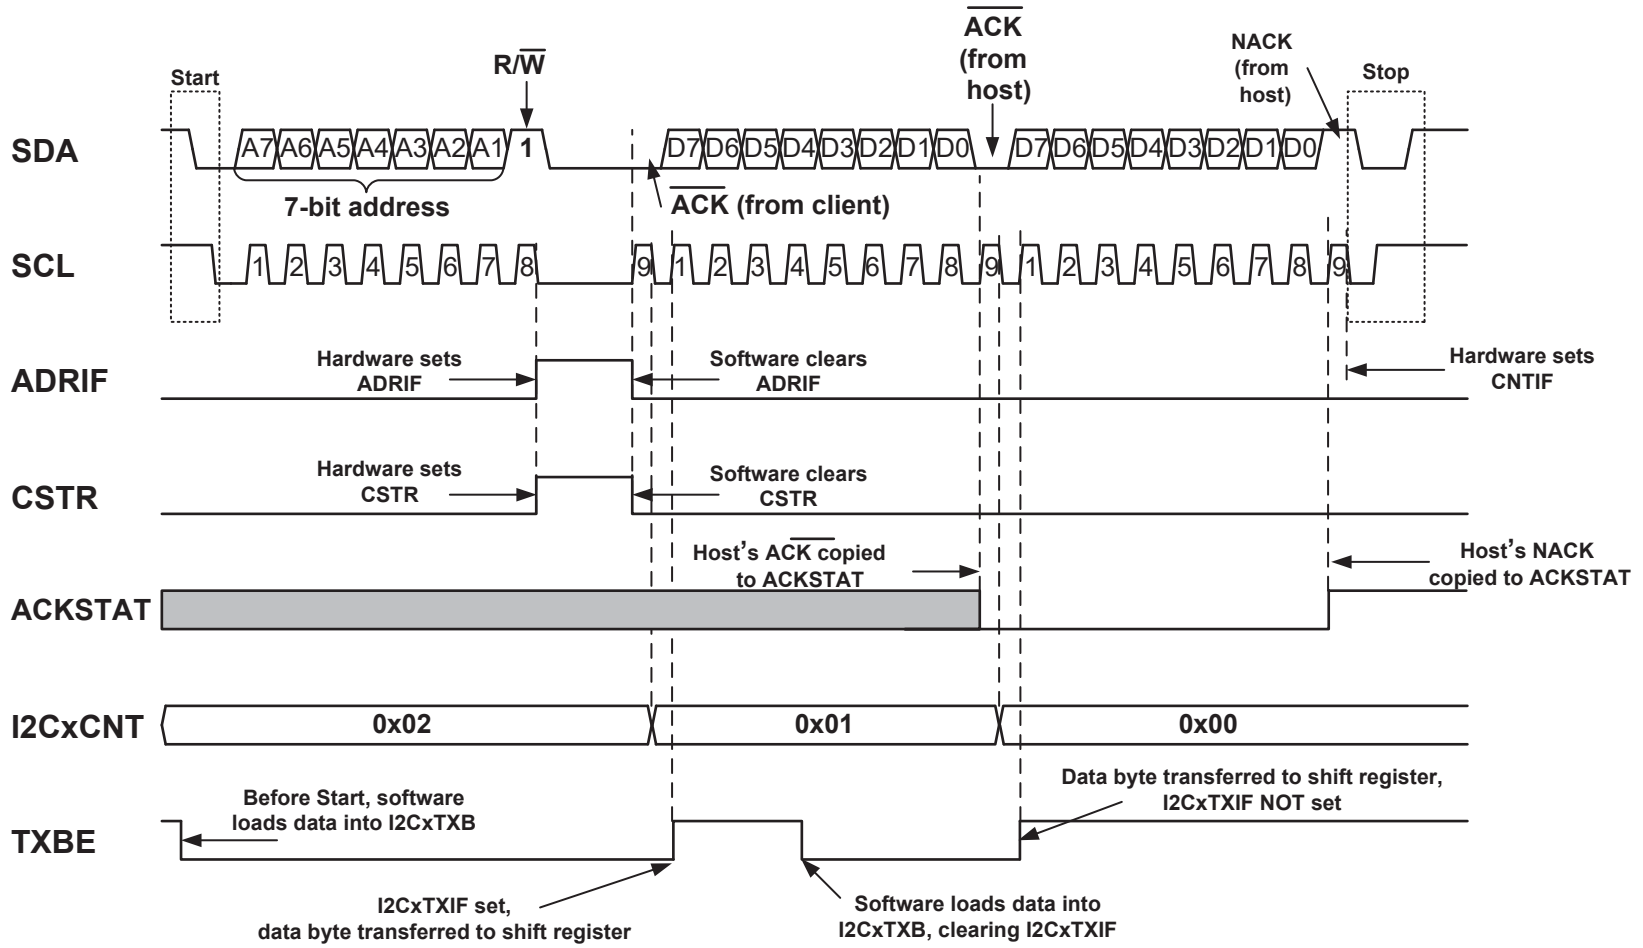 ACK
(from
host)
NACK
(from
host)
R/W
Start
Stop
SDA
A7 A6 A5 A4 A3 A2 A1 1
D7 D6 D5 D4 D3 D2 D1 D0
D7 D6 D5 D4 D3 D2 D1 D0
7-bit address
ACK (from client)
SCL
1 2 3 4 5 6 7 8 9 1 2 3 4 5 6 7 8 9 1 2 3 4 5 6 7 8 9
ADRIF
Hardware sets
ADRIF
Software clears
ADRIF
Hardware sets
CNTIF
CSTR
Hardware sets
CSTR
Software clears
CSTR
ACKSTAT
Host’s ACK copied
to ACKSTAT
Host’s NACK
copied to ACKSTAT
I2CxCNT
0x02
0x01
0x00
TXBE
Before Start, software
loads data into I2CxTXB
Data byte transferred to shift register,
I2CxTXIF NOT set
I2CxTXIF set,
data byte transferred to shift register
Software loads data into
I2CxTXB, clearing I2CxTXIF